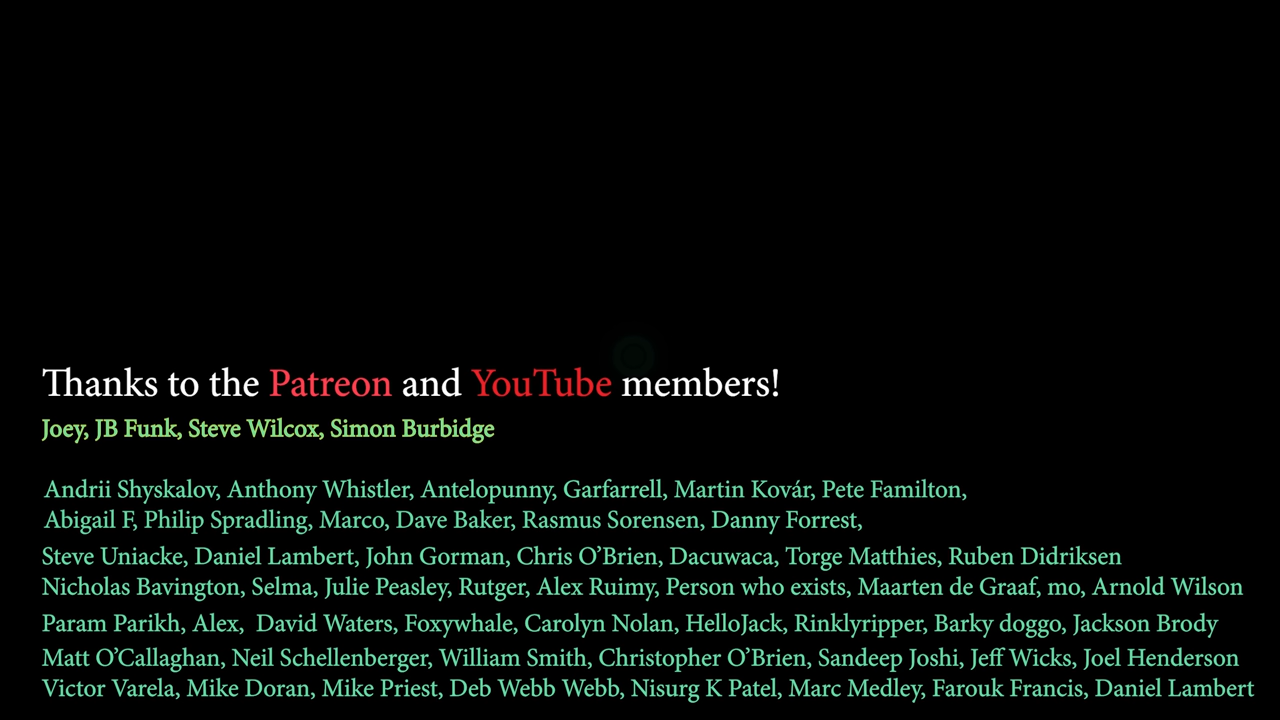 Thanks to the Patreon and YouTube members!
Joey, JB Funk, Steve Wilcox, Simon Burbidge
Andrii Shyskalov, Anthony Whistler, Antelopunny, Garfarrell, Martin Kovár, Pete Familton,
Abigail F, Philip Spradling, Marco, Dave Baker, Rasmus Sorensen, Danny Forrest,
Steve Uniacke, Daniel Lambert, John Gorman, Chris O’Brien, Dacuwaca, Torge Matthies, Ruben Didriksen
Nicholas Bavington, Selma, Julie Peasley, Rutger, Alex Ruimy, Person who exists, Maarten de Graaf, mo, Arnold Wilson
Param Parikh, Alex,  David Waters, Foxywhale, Carolyn Nolan, HelloJack, Rinklyripper, Barky doggo, Jackson Brody
Matt O’Callaghan, Neil Schellenberger, William Smith, Christopher O’Brien, Sandeep Joshi, Jeff Wicks, Joel Henderson
Victor Varela, Mike Doran, Mike Priest, Deb Webb Webb, Nisurg K Patel, Marc Medley, Farouk Francis, Daniel Lambert